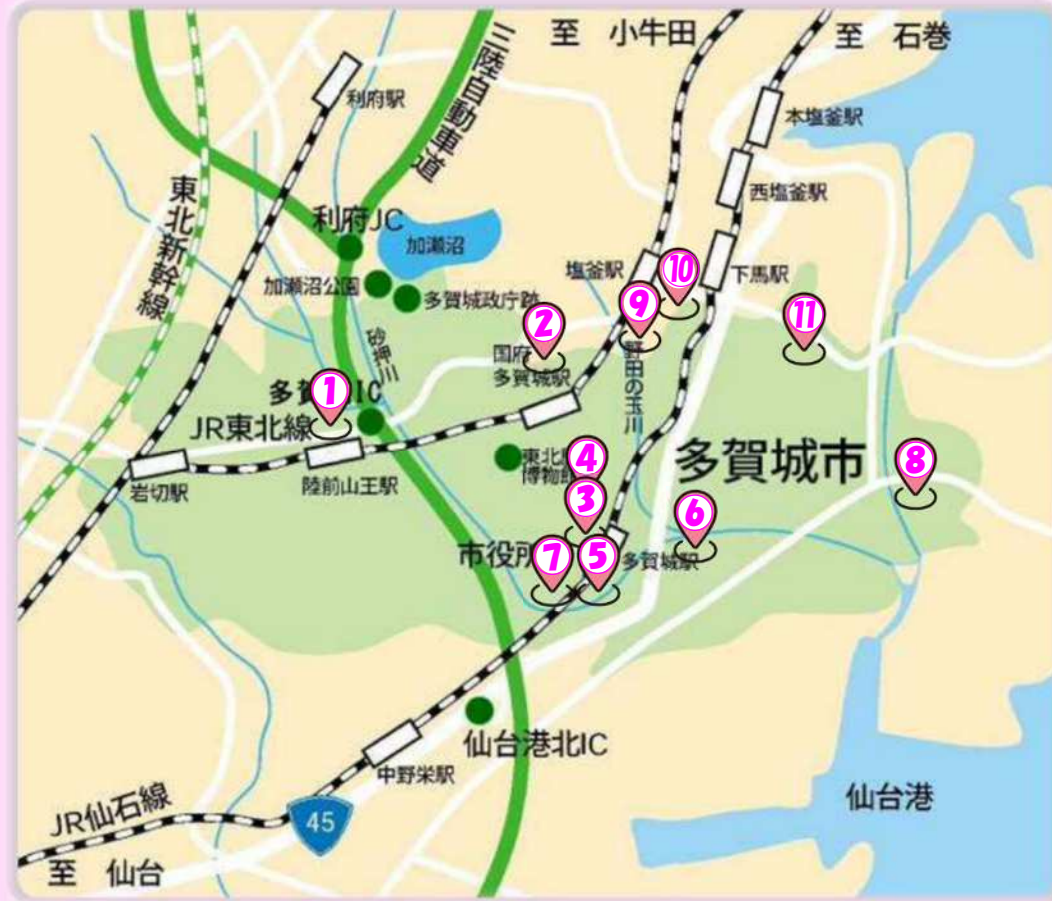 至 小牛田
至 石巻
三陸自動車道
利府駅
本塩釜駅
東北新幹線
西塩釜駅
利府JC
加瀬沼
塩釜駅
10
下馬駅
加瀬沼公園
多賀城政庁跡
9
11
2
砂押川
国府
多賀城駅
野田の玉川
1
IC
JR東北線
多賀城市
4
8
博物館
岩切駅
陸前山王駅
3
6
市役所
7
5
多賀城駅
仙台港北IC
中野栄駅
仙台港
JR仙石線
45
至 仙台